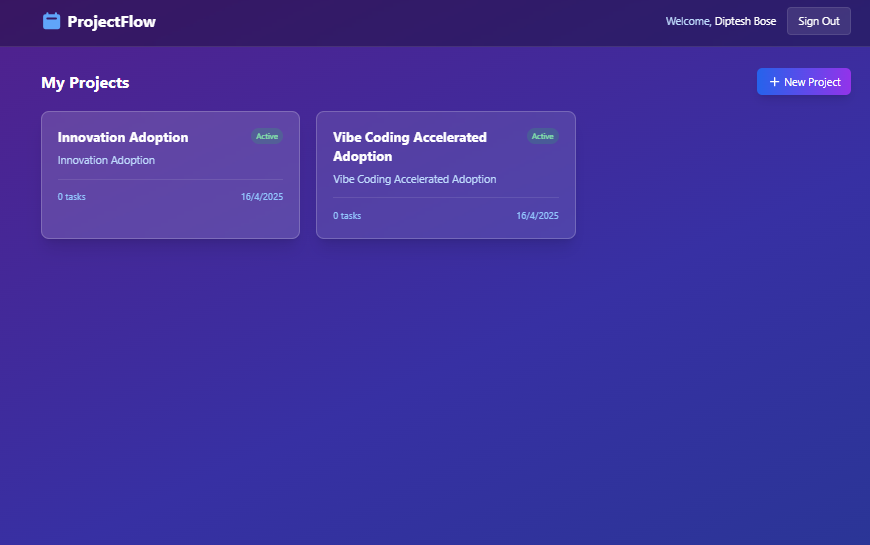 ProjectFlow
Welcome, Diptesh Bose
Sign Out
My Projects
+ New Project
Innovation Adoption
Active
Innovation Adoption
0 tasks
16/4/2025
Vibe Coding Accelerated
Adoption
Active
Vibe Coding Accelerated Adoption
0 tasks
16/4/2025